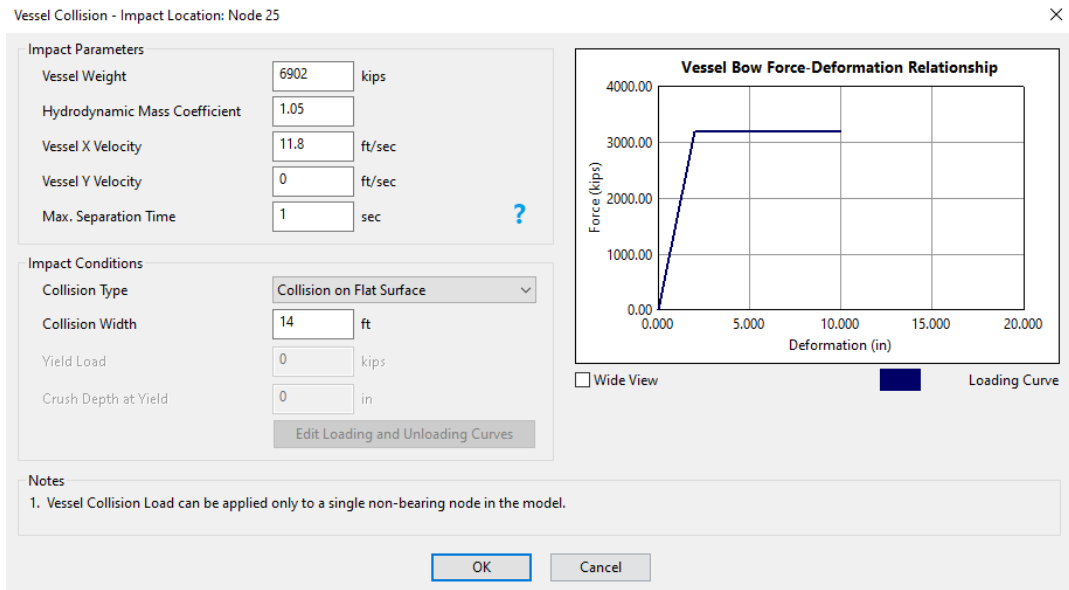 Vessel Collision - Impact Location: Node 25
Impact Parameters
Vessel Weight 6902 kips
Hydrodynamic Mass Coefficient 1.05
Vessel X Velocity 11.8 ft/sec
Vessel Y Velocity 0 ft/sec
Max. Separation Time 1 sec ?
Impact Conditions
Collision Type Collision on Flat Surface
Collision Width 14 ft
Yield Load 0 kips
Crush Depth at Yield 0 in
Edit Loading and Unloading Curves
Vessel Bow Force-Deformation Relationship
4000.00
3000.00
2000.00
1000.00
0.00
Force (kips)
0.000 5.000 10.000 15.000 20.000
Deformation (in)
Wide View
Loading Curve
Notes
1. Vessel Collision Load can be applied only to a single non-bearing node in the model.
OK
Cancel